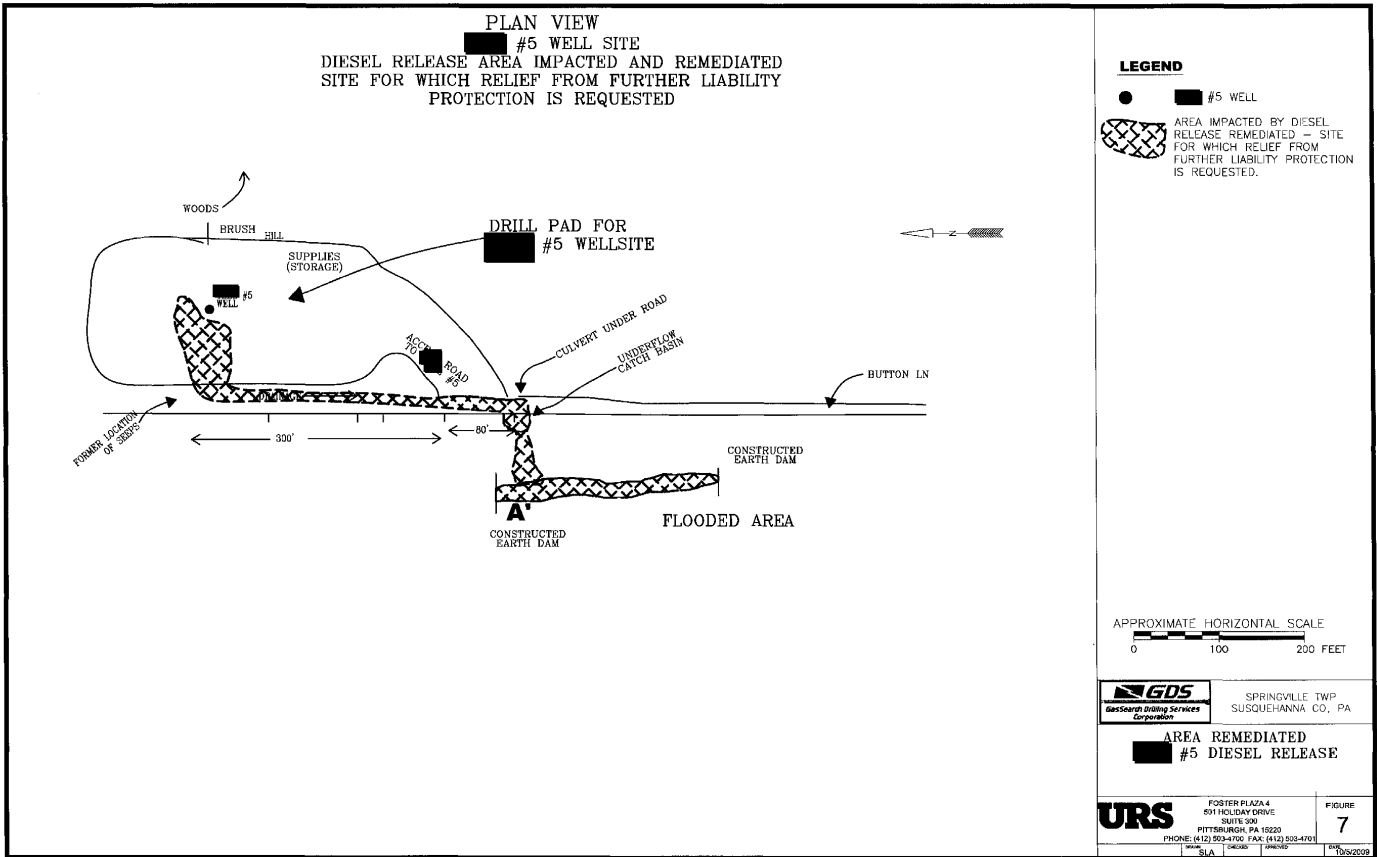 PLAN VIEW
#5 WELL SITE
DIESEL RELEASE AREA IMPACTED AND REMEDIATED
SITE FOR WHICH RELIEF FROM FURTHER LIABILITY
PROTECTION IS REQUESTED
WOODS
BRUSH HILL
SUPPLIES
(STORAGE)
DRILL PAD FOR
#5 WELLSITE
N
#5
WELL
ACCESS ROAD
TO #5
CULVERT UNDER ROAD
UNDERFLOW
CATCH BASIN
BUTTON LN
FORMER LOCATION
OF SEEPS
300'
80'
CONSTRUCTED
EARTH DAM
A'
FLOODED AREA
CONSTRUCTED
EARTH DAM
LEGEND
#5 WELL
AREA IMPACTED BY DIESEL
RELEASE REMEDIATED – SITE
FOR WHICH RELIEF FROM
FURTHER LIABILITY PROTECTION
IS REQUESTED.
APPROXIMATE HORIZONTAL SCALE
0 100 200 FEET
GDS
GasSearch Drilling Services
Corporation
SPRINGVILLE TWP
SUSQUEHANNA CO, PA
AREA REMEDIATED
#5 DIESEL RELEASE
URS
FOSTER PLAZA 4
501 HOLIDAY DRIVE
SUITE 300
PITTSBURGH, PA 15220
PHONE: (412) 503-4700 FAX: (412) 503-4701
FIGURE
7
DRAWN SLA CHECKED APPROVED DATE 10/5/2009